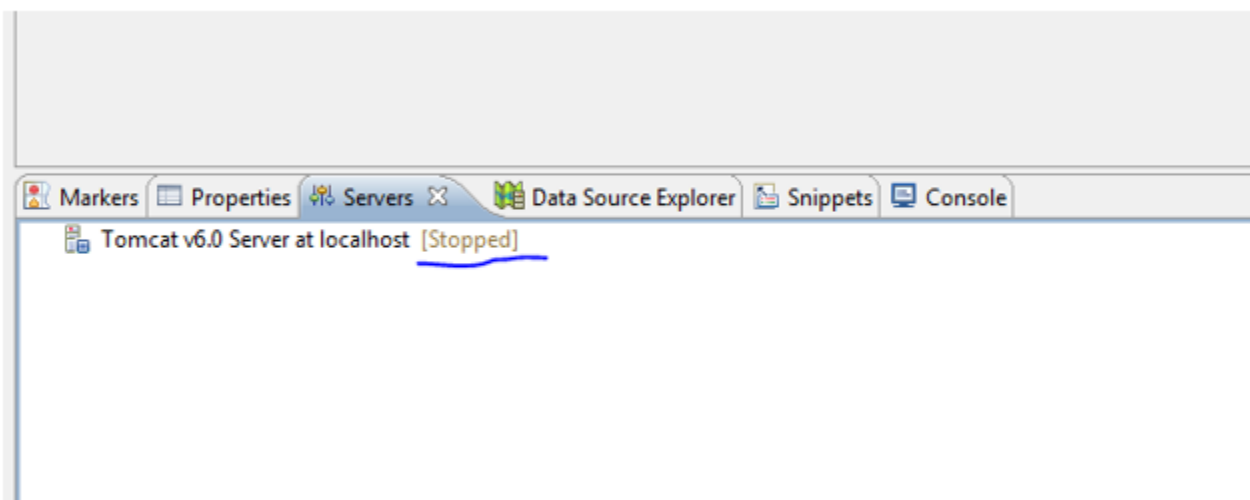 Markers Properties Servers Data Source Explorer Snippets Console
Tomcat v6.0 Server at localhost [Stopped]